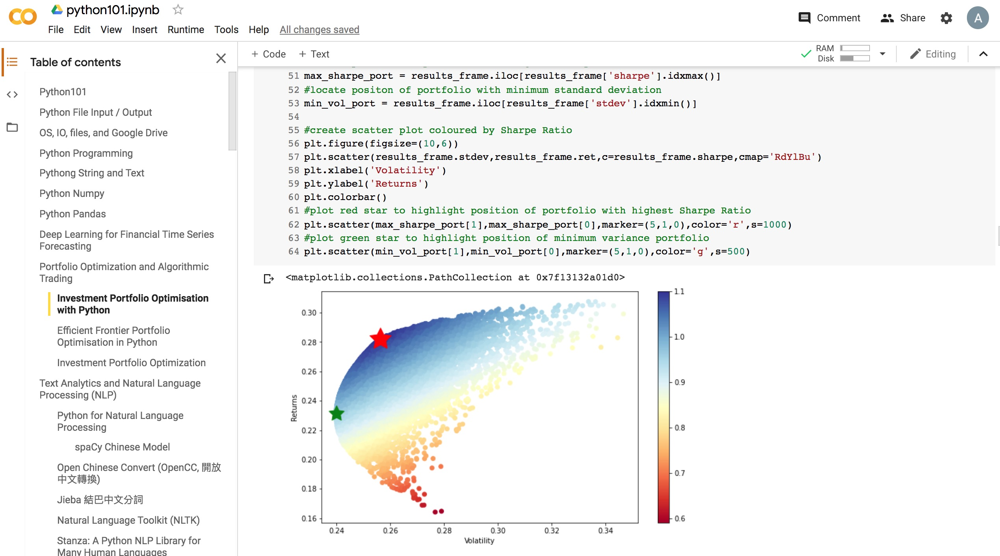 python101.ipynb
Comment
Share
A
File Edit View Insert Runtime Tools Help All changes saved
Table of contents
Python101
Python File Input / Output
OS, IO, files, and Google Drive
Python Programming
Pythong String and Text
Python Numpy
Python Pandas
Deep Learning for Financial Time Series
Forecasting
Portfolio Optimization and Algorithmic
Trading
Investment Portfolio Optimisation
with Python
Efficient Frontier Portfolio
Optimisation in Python
Investment Portfolio Optimization
Text Analytics and Natural Language
Processing (NLP)
Python for Natural Language
Processing
spaCy Chinese Model
Open Chinese Convert (OpenCC, 開放
中文轉換)
Jieba 結巴中文分詞
Natural Language Toolkit (NLTK)
Stanza: A Python NLP Library for
Many Human Languages
+ Code + Text
RAM
Disk
Editing
51 max_sharpe_port = results_frame.iloc[results_frame['sharpe'].idxmax()]
52 #locate positon of portfolio with minimum standard deviation
53 min_vol_port = results_frame.iloc[results_frame['stdev'].idxmin()]
54
55 #create scatter plot coloured by Sharpe Ratio
56 plt.figure(figsize=(10,6))
57 plt.scatter(results_frame.stdev,results_frame.ret,c=results_frame.sharpe,cmap='RdYlBu')
58 plt.xlabel('Volatility')
59 plt.ylabel('Returns')
60 plt.colorbar()
61 #plot red star to highlight position of portfolio with highest Sharpe Ratio
62 plt.scatter(max_sharpe_port[1],max_sharpe_port[0],marker=(5,1,0),color='r',s=1000)
63 #plot green star to highlight position of minimum variance portfolio
64 plt.scatter(min_vol_port[1],min_vol_port[0],marker=(5,1,0),color='g',s=500)
<matplotlib.collections.PathCollection at 0x7f13132a01d0>
Returns
0.30
0.28
0.26
0.24
0.22
0.20
0.18
0.16
0.24 0.26 0.28 0.30 0.32 0.34
Volatility
1.1
1.0
0.9
0.8
0.7
0.6